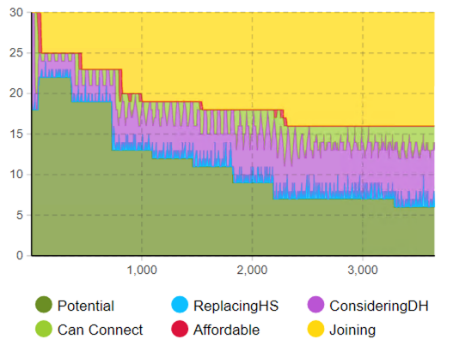 30
25
20
15
10
5
0
1,000 2,000 3,000
Potential ReplacingHS ConsideringDH
Can Connect Affordable Joining